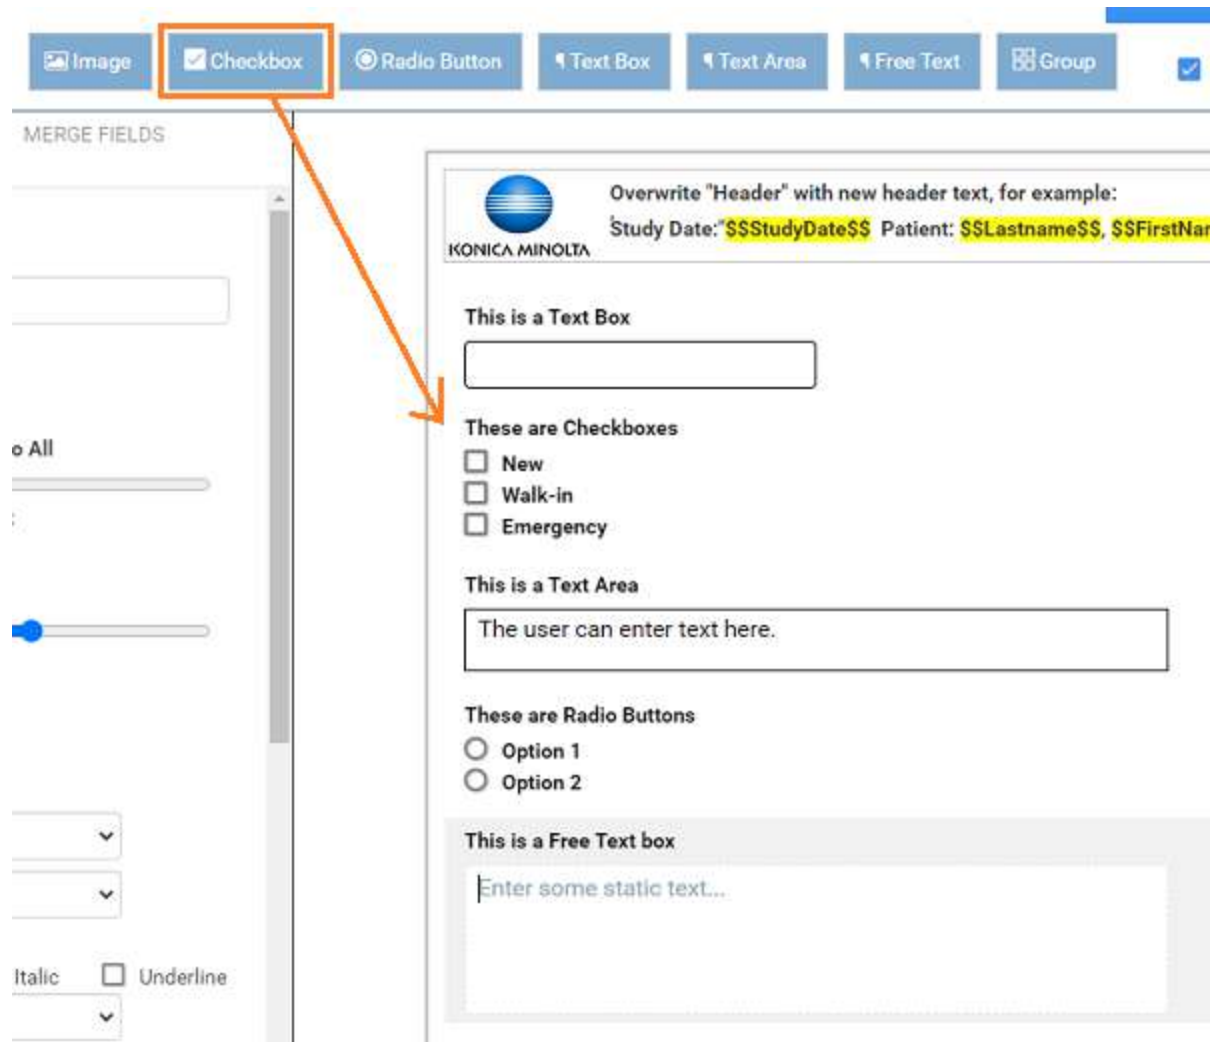 Image Checkbox Radio Button Text Box Text Area Free Text Group
MERGE FIELDS
KONICA MINOLTA
Overwrite "Header" with new header text, for example:
Study Date:"$$StudyDate$$ Patient: $$Lastname$$, $$FirstNar
This is a Text Box
These are Checkboxes
o All
New
Walk-in
Emergency
This is a Text Area
The user can enter text here.
These are Radio Buttons
Option 1
Option 2
This is a Free Text box
Enter some static text...
Italic Underline